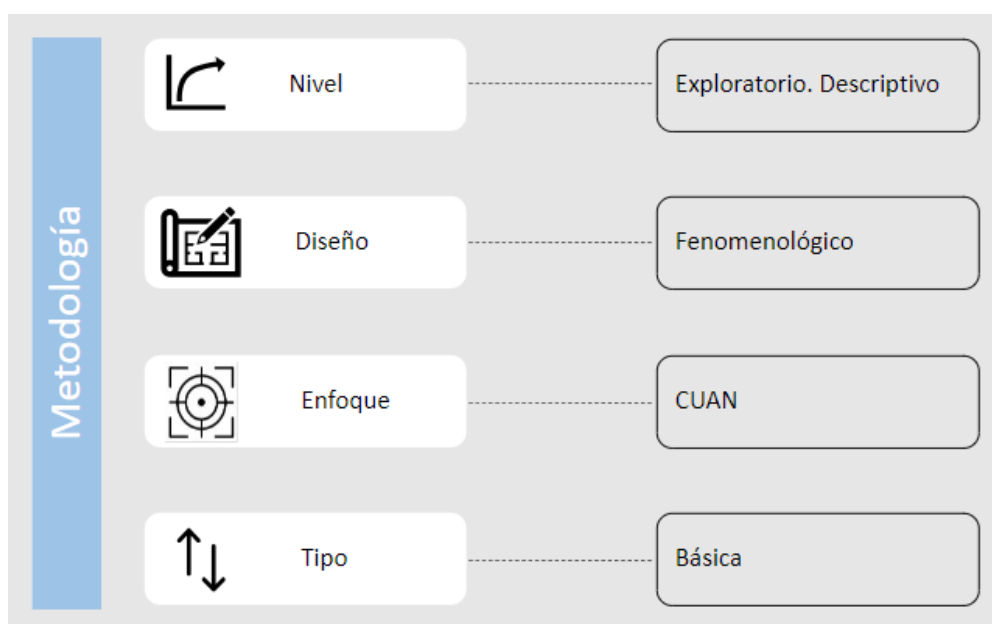 Metodología
Nivel
Exploratorio. Descriptivo
Diseño
Fenomenológico
Enfoque
CUAN
Tipo
Básica